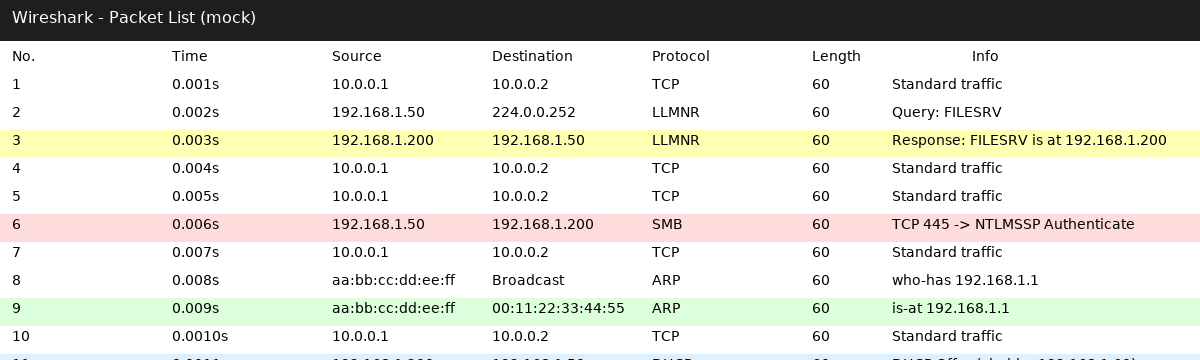 Wireshark - Packet List (mock)
No. Time Source Destination Protocol Length Info
1 0.001s 10.0.0.1 10.0.0.2 TCP 60 Standard traffic
2 0.002s 192.168.1.50 224.0.0.252 LLMNR 60 Query: FILESRV
3 0.003s 192.168.1.200 192.168.1.50 LLMNR 60 Response: FILESRV is at 192.168.1.200
4 0.004s 10.0.0.1 10.0.0.2 TCP 60 Standard traffic
5 0.005s 10.0.0.1 10.0.0.2 TCP 60 Standard traffic
6 0.006s 192.168.1.50 192.168.1.200 SMB 60 TCP 445 -> NTLMSSP Authenticate
7 0.007s 10.0.0.1 10.0.0.2 TCP 60 Standard traffic
8 0.008s aa:bb:cc:dd:ee:ff Broadcast ARP 60 who-has 192.168.1.1
9 0.009s aa:bb:cc:dd:ee:ff 00:11:22:33:44:55 ARP 60 is-at 192.168.1.1
10 0.0010s 10.0.0.1 10.0.0.2 TCP 60 Standard traffic